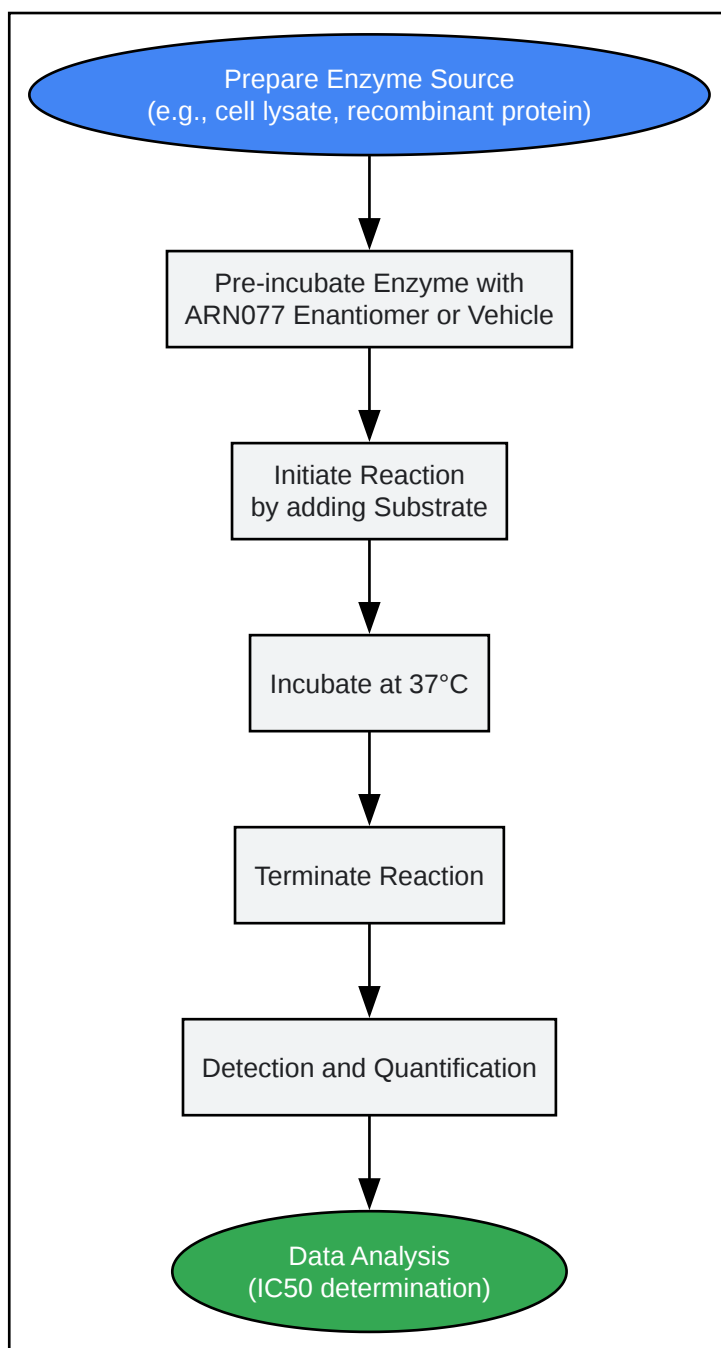 Prepare Enzyme Source
(e.g., cell lysate, recombinant protein)
Pre-incubate Enzyme with
ARN077 Enantiomer or Vehicle
Initiate Reaction
by adding Substrate
Incubate at 37°C
Terminate Reaction
Detection and Quantification
Data Analysis
(IC50 determination)